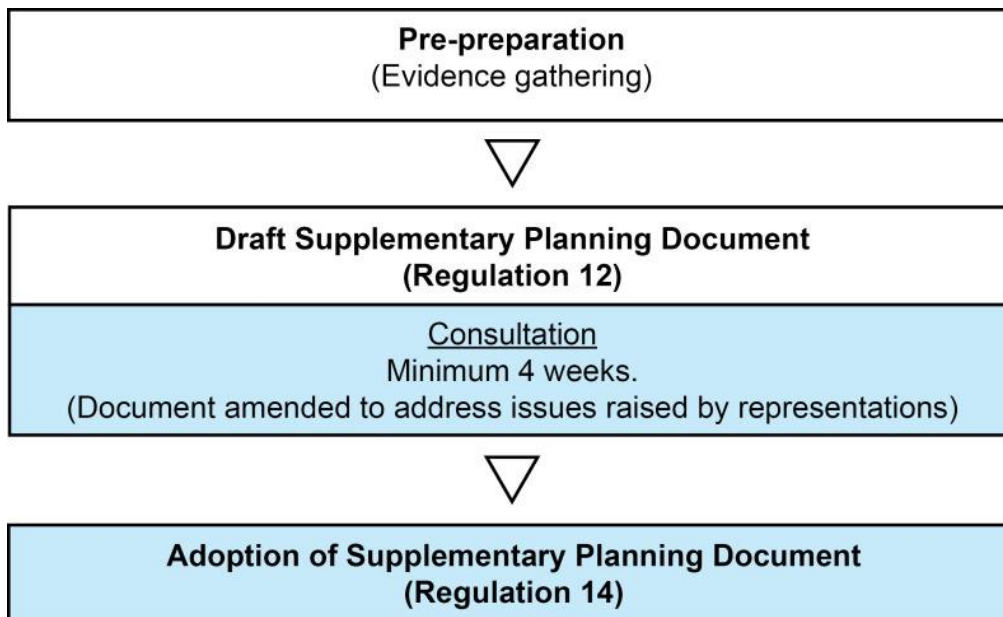 Pre-preparation
(Evidence gathering)
Draft Supplementary Planning Document
(Regulation 12)
Consultation
Minimum 4 weeks.
(Document amended to address issues raised by representations)
Adoption of Supplementary Planning Document
(Regulation 14)